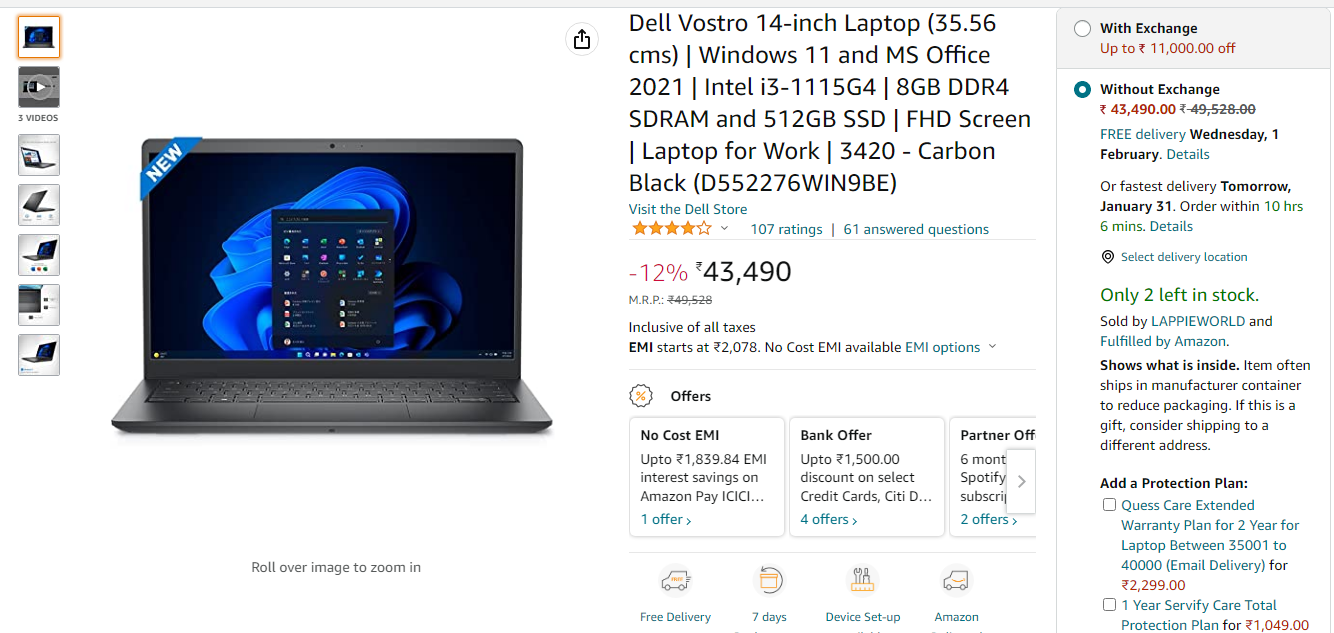 3 VIDEOS
NEW
Roll over image to zoom in
Dell Vostro 14-inch Laptop (35.56
cms) | Windows 11 and MS Office
2021 | Intel i3-1115G4 | 8GB DDR4
SDRAM and 512GB SSD | FHD Screen
| Laptop for Work | 3420 - Carbon
Black (D552276WIN9BE)
Visit the Dell Store
107 ratings | 61 answered questions
-12% ₹43,490
M.R.P.: ₹49,528
Inclusive of all taxes
EMI starts at ₹2,078. No Cost EMI available EMI options
Offers
No Cost EMI
Upto ₹1,839.84 EMI
interest savings on
Amazon Pay ICICI…
1 offer ›
Bank Offer
Upto ₹1,500.00
discount on select
Credit Cards, Citi D…
4 offers ›
Partner Off
6 mont
Spotify
subscri
2 offers ›
Free Delivery
7 days
Device Set-up
Amazon
With Exchange
Up to ₹ 11,000.00 off
Without Exchange
₹ 43,490.00 ₹ 49,528.00
FREE delivery Wednesday, 1
February. Details
Or fastest delivery Tomorrow,
January 31. Order within 10 hrs
6 mins. Details
Select delivery location
Only 2 left in stock.
Sold by LAPPIEWORLD and
Fulfilled by Amazon.
Shows what is inside. Item often
ships in manufacturer container
to reduce packaging. If this is a
gift, consider shipping to a
different address.
Add a Protection Plan:
Quess Care Extended
Warranty Plan for 2 Year for
Laptop Between 35001 to
40000 (Email Delivery) for
₹2,299.00
1 Year Servify Care Total
Protection Plan for ₹1,049.00